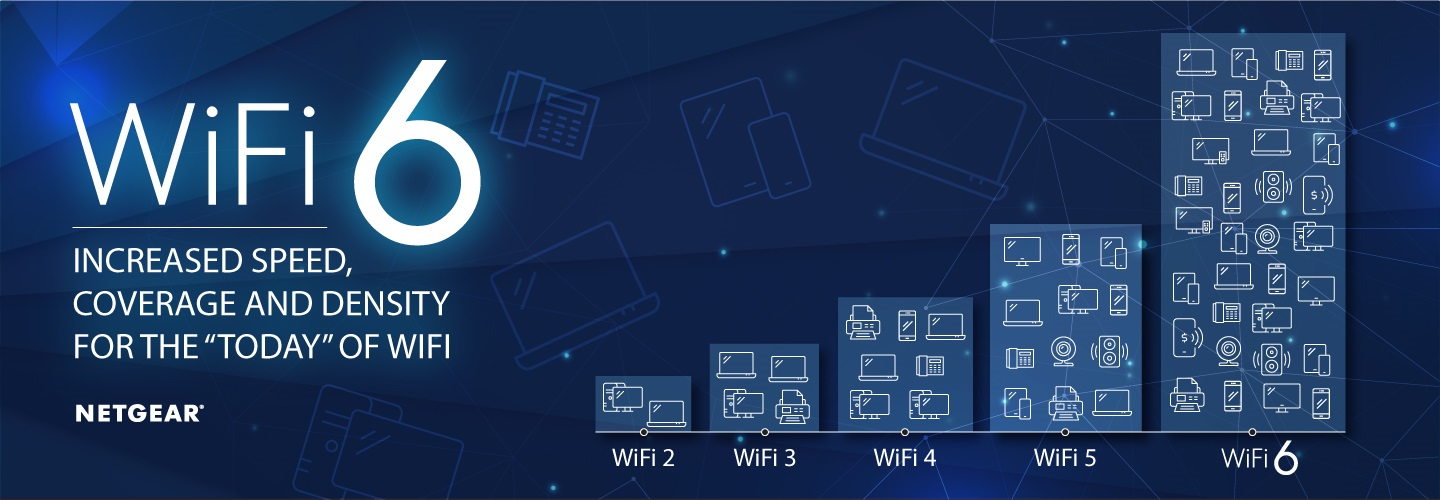 WiFi 6
INCREASED SPEED,
COVERAGE AND DENSITY
FOR THE “TODAY” OF WIFI
NETGEAR®
WiFi 2
WiFi 3
WiFi 4
WiFi 5
WiFi 6
$
$